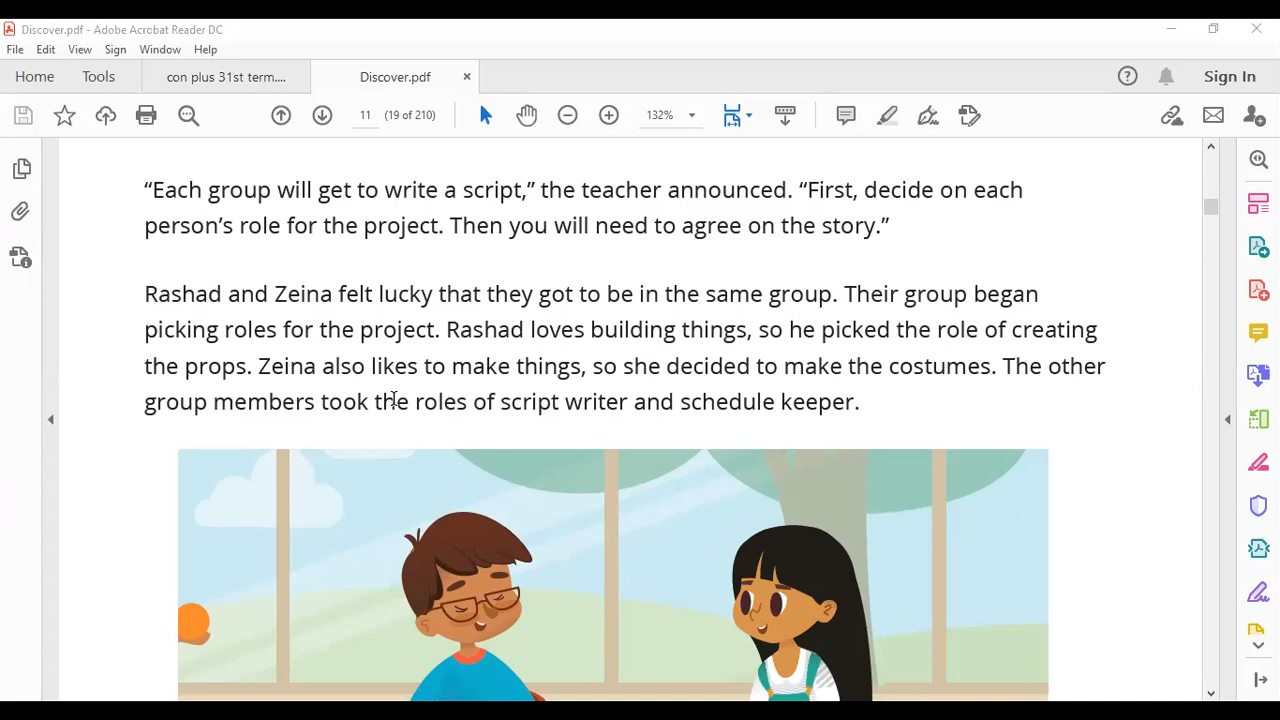 Discover.pdf - Adobe Acrobat Reader DC
File Edit View Sign Window Help
Home Tools con plus 31st term.... Discover.pdf × Sign In
11 (19 of 210) 132%
“Each group will get to write a script,” the teacher announced. “First, decide on each
person’s role for the project. Then you will need to agree on the story.”
Rashad and Zeina felt lucky that they got to be in the same group. Their group began
picking roles for the project. Rashad loves building things, so he picked the role of creating
the props. Zeina also likes to make things, so she decided to make the costumes. The other
group members took the roles of script writer and schedule keeper.